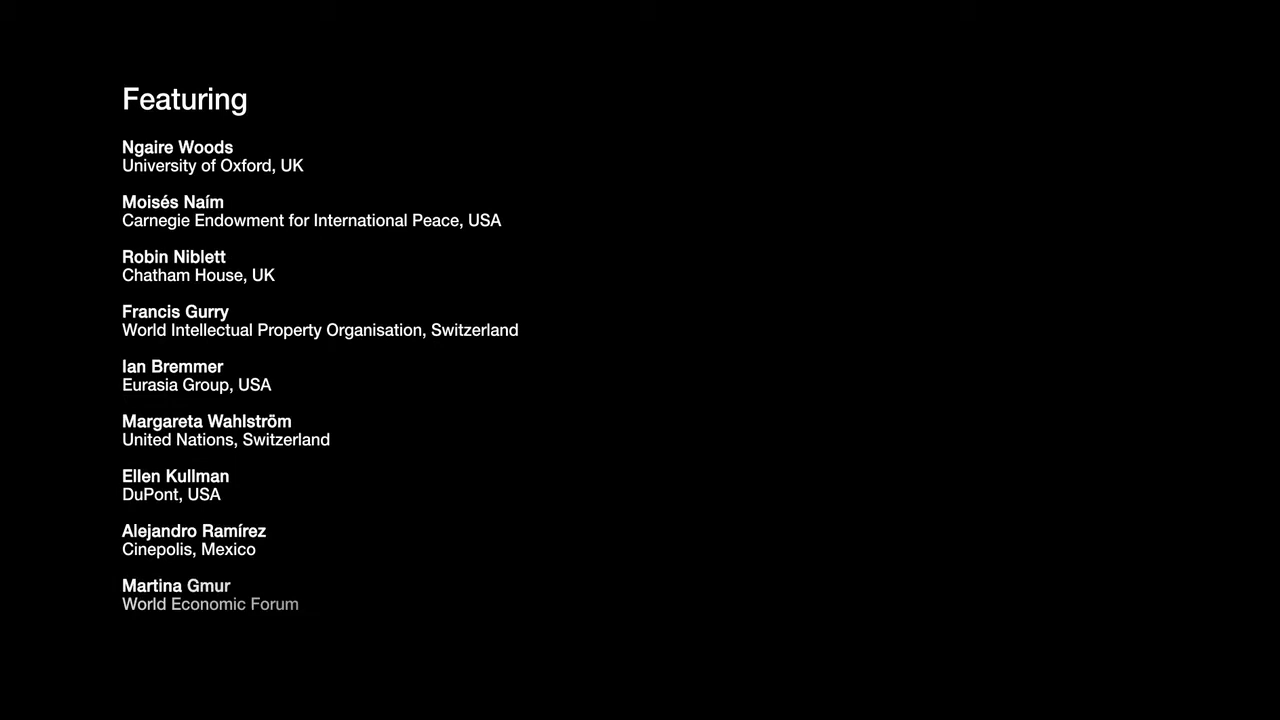 Featuring
Ngaire Woods
University of Oxford, UK
Moisés Naím
Carnegie Endowment for International Peace, USA
Robin Niblett
Chatham House, UK
Francis Gurry
World Intellectual Property Organisation, Switzerland
Ian Bremmer
Eurasia Group, USA
Margareta Wahlström
United Nations, Switzerland
Ellen Kullman
DuPont, USA
Alejandro Ramírez
Cinepolis, Mexico
Martina Gmur
World Economic Forum